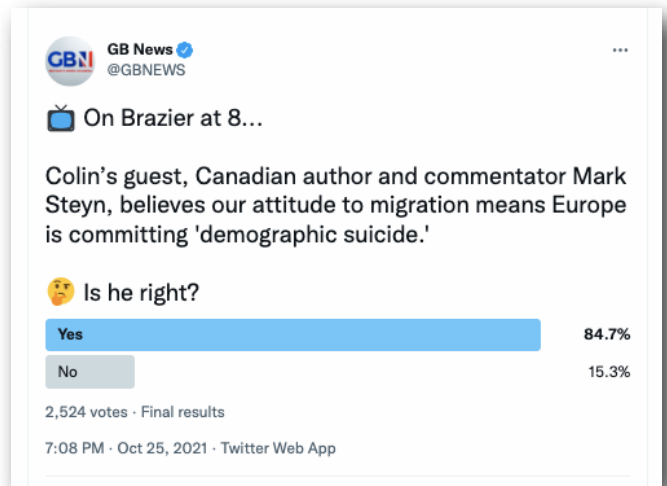 GBN
GB News
@GBNEWS
On Brazier at 8...
Colin's guest, Canadian author and commentator Mark
Steyn, believes our attitude to migration means Europe
is committing 'demographic suicide.'
Is he right?
Yes 84.7%
No 15.3%
2,524 votes · Final results
7:08 PM · Oct 25, 2021 · Twitter Web App